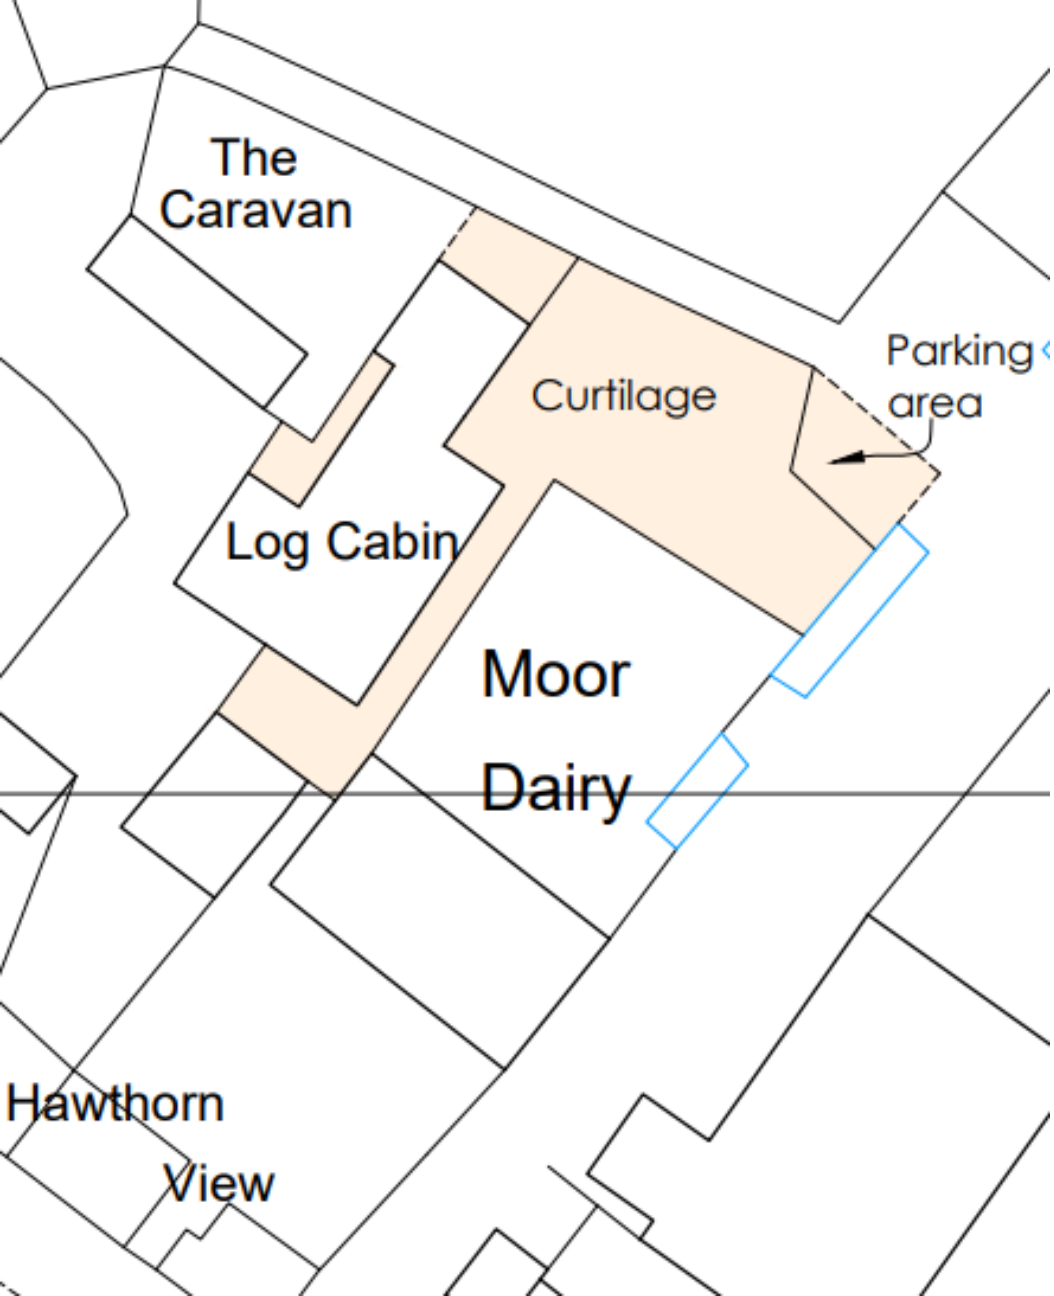 The
Caravan
Parking
area
Curtilage
Log Cabin
Moor
Dairy
Hawthorn
View